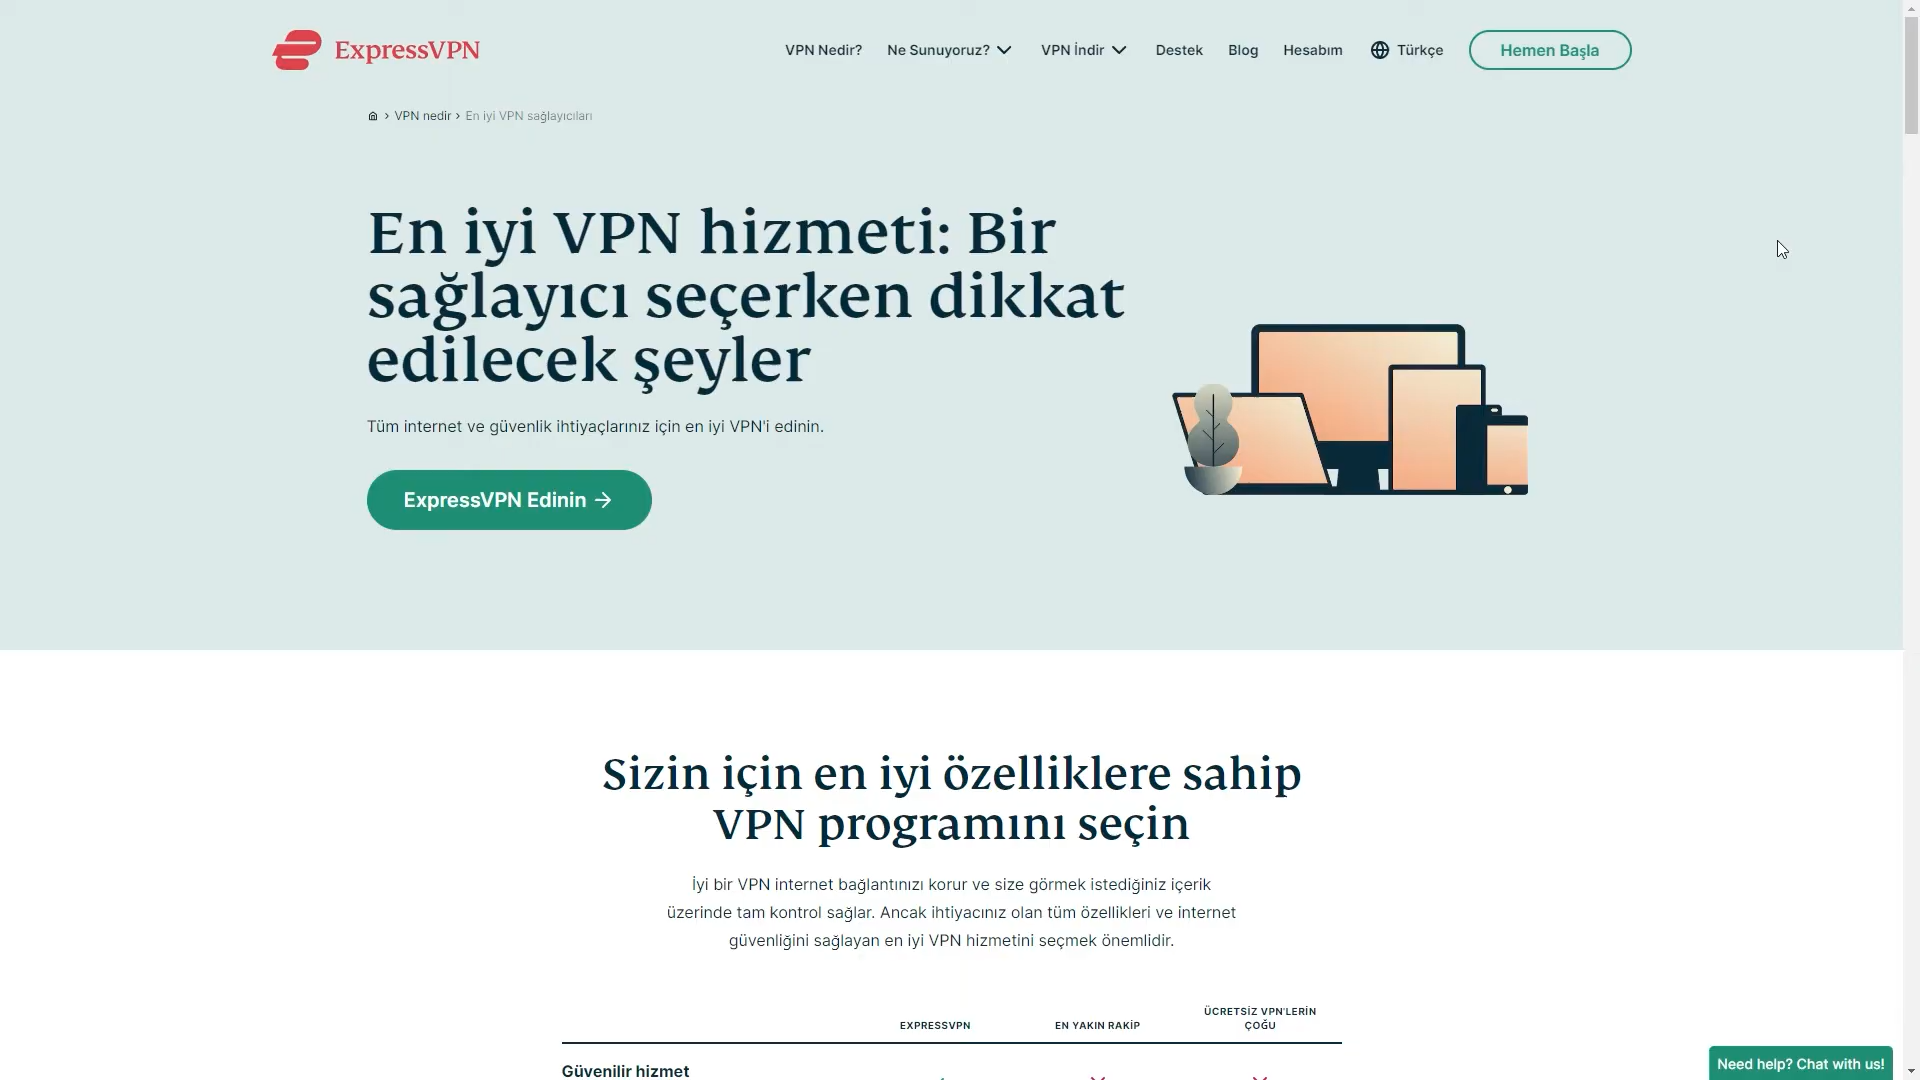 ExpressVPN
VPN Nedir?
Ne Sunuyoruz?
VPN İndir
Destek
Blog
Hesabım
Türkçe
Hemen Başla
VPN nedir › En iyi VPN sağlayıcıları
En iyi VPN hizmeti: Bir
sağlayıcı seçerken dikkat
edilecek şeyler
Tüm internet ve güvenlik ihtiyaçlarınız için en iyi VPN'i edinin.
ExpressVPN Edinin →
Sizin için en iyi özelliklere sahip
VPN programını seçin
İyi bir VPN internet bağlantınızı korur ve size görmek istediğiniz içerik
üzerinde tam kontrol sağlar. Ancak ihtiyacınız olan tüm özellikleri ve internet
güvenliğini sağlayan en iyi VPN hizmetini seçmek önemlidir.
EXPRESSVPN
EN YAKIN RAKİP
ÜCRETSİZ VPN'LERİN
ÇOĞU
Güvenilir hizmet
Need help? Chat with us!